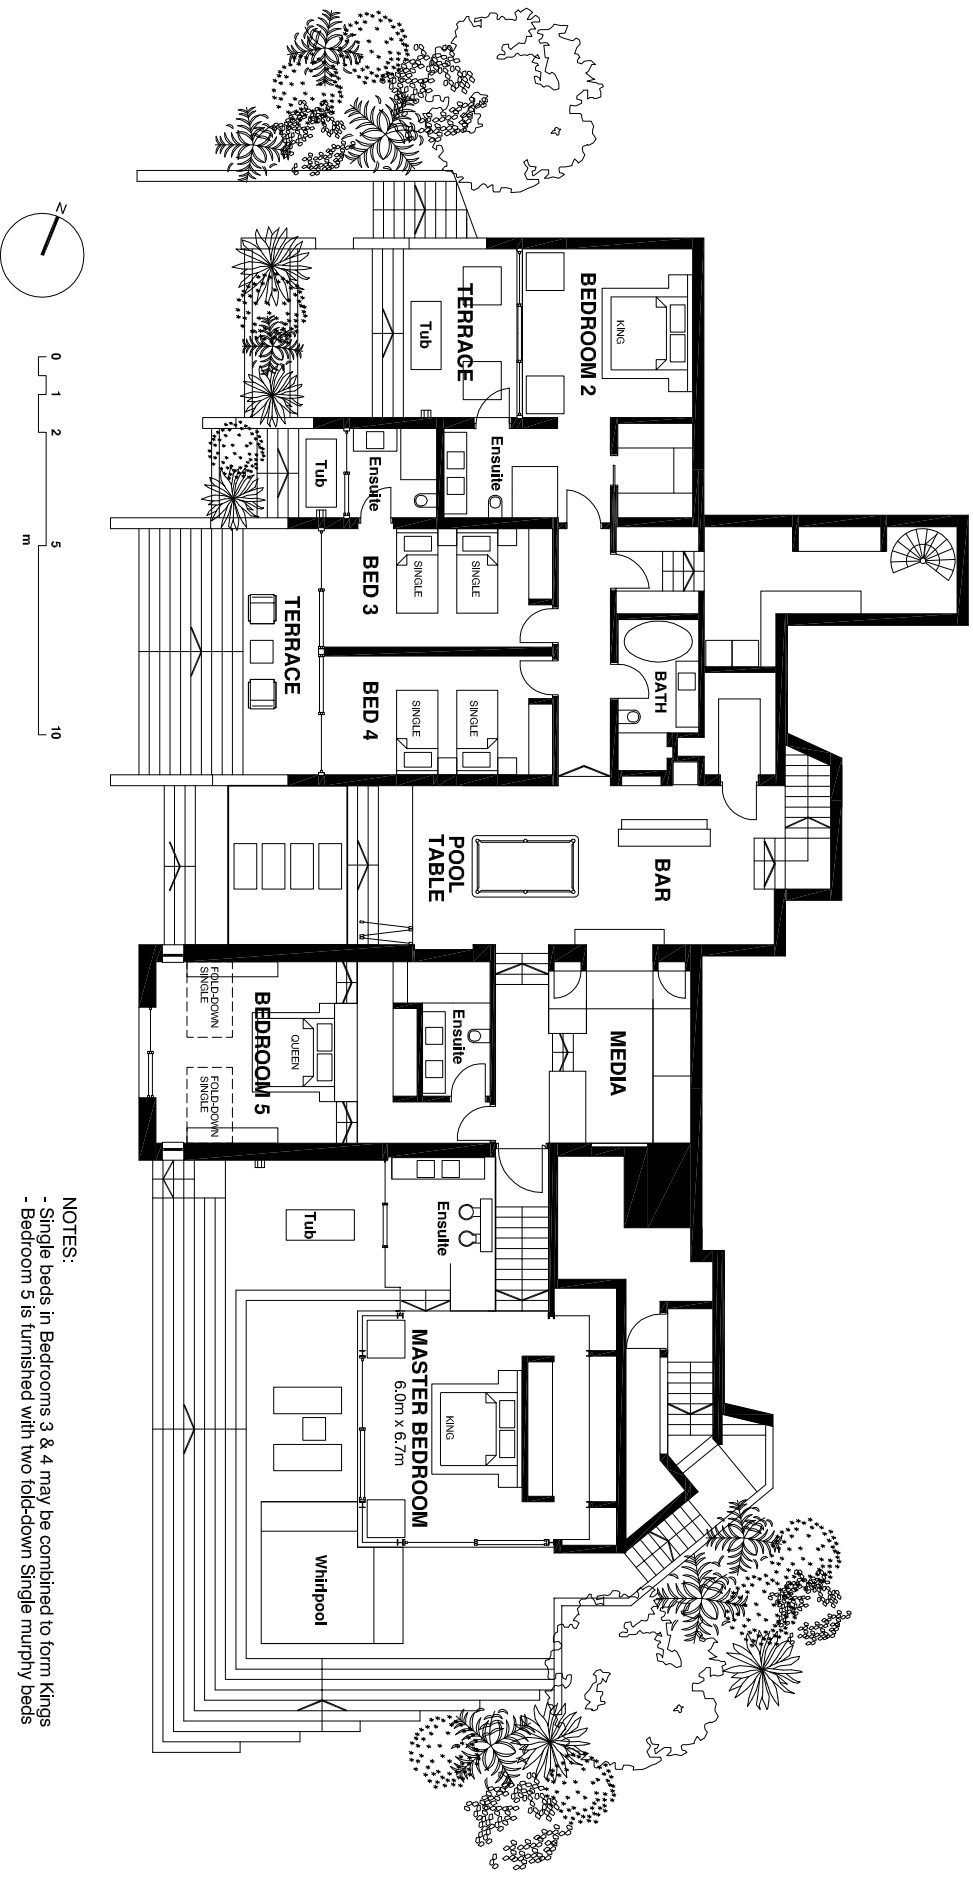 N
0
1
2
5
10
m
TERRACE
Tub
BEDROOM 2
KING
Tub
Ensuite
Ensuite
TERRACE
BED 3
SINGLE
SINGLE
BED 4
SINGLE
SINGLE
BATH
POOL
TABLE
BAR
FOLD-DOWN
SINGLE
FOLD-DOWN
SINGLE
BEDROOM 5
QUEEN
Ensuite
MEDIA
Tub
Ensuite
MASTER BEDROOM
6.0m x 6.7m
KING
Whirlpool
NOTES:
- Single beds in Bedrooms 3 & 4 may be combined to form Kings
- Bedroom 5 is furnished with two fold-down Single murphy beds